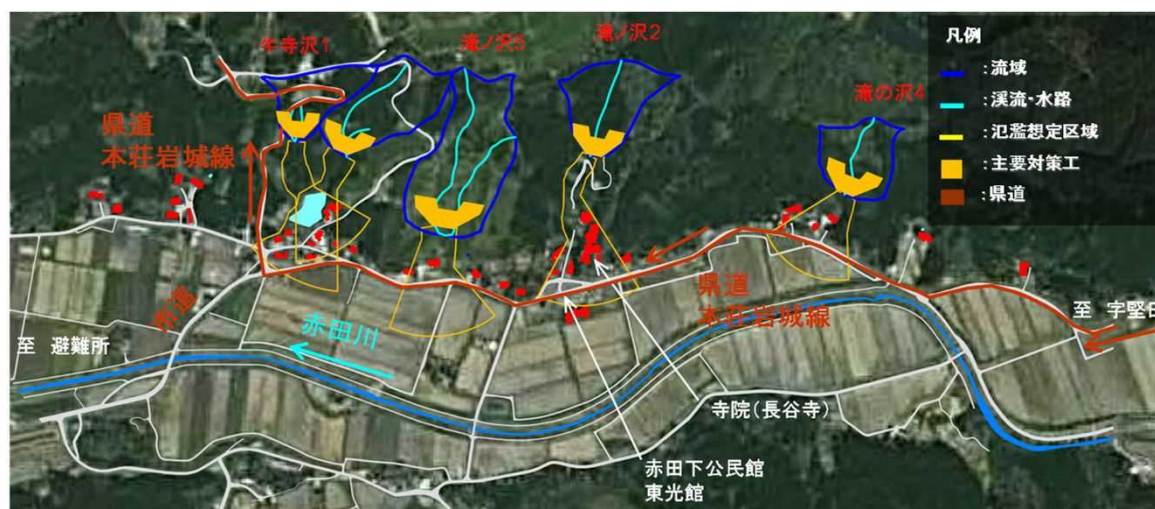 牛寺沢1
滝ノ沢5
滝ノ沢2
滝の沢4
凡例
:流域
:渓流・水路
:氾濫想定区域
:主要対策工
:県道
県道
本荘岩城線
市道
至 避難所
赤田川
県道
本荘岩城線
至 字堅田
寺院(長谷寺)
赤田下公民館
東光館